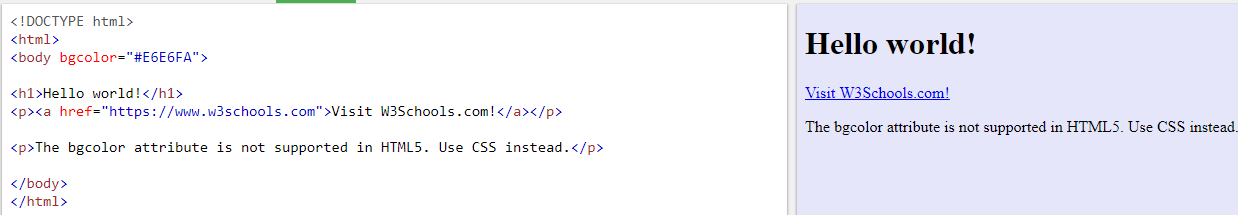 <!DOCTYPE html>
<html>
<body bgcolor="#E6E6FA">
<h1>Hello world!</h1>
<p><a href="https://www.w3schools.com">Visit W3Schools.com!</a></p>
<p>The bgcolor attribute is not supported in HTML5. Use CSS instead.</p>
</body>
</html>
Hello world!
Visit W3Schools.com!
The bgcolor attribute is not supported in HTML5. Use CSS instead.